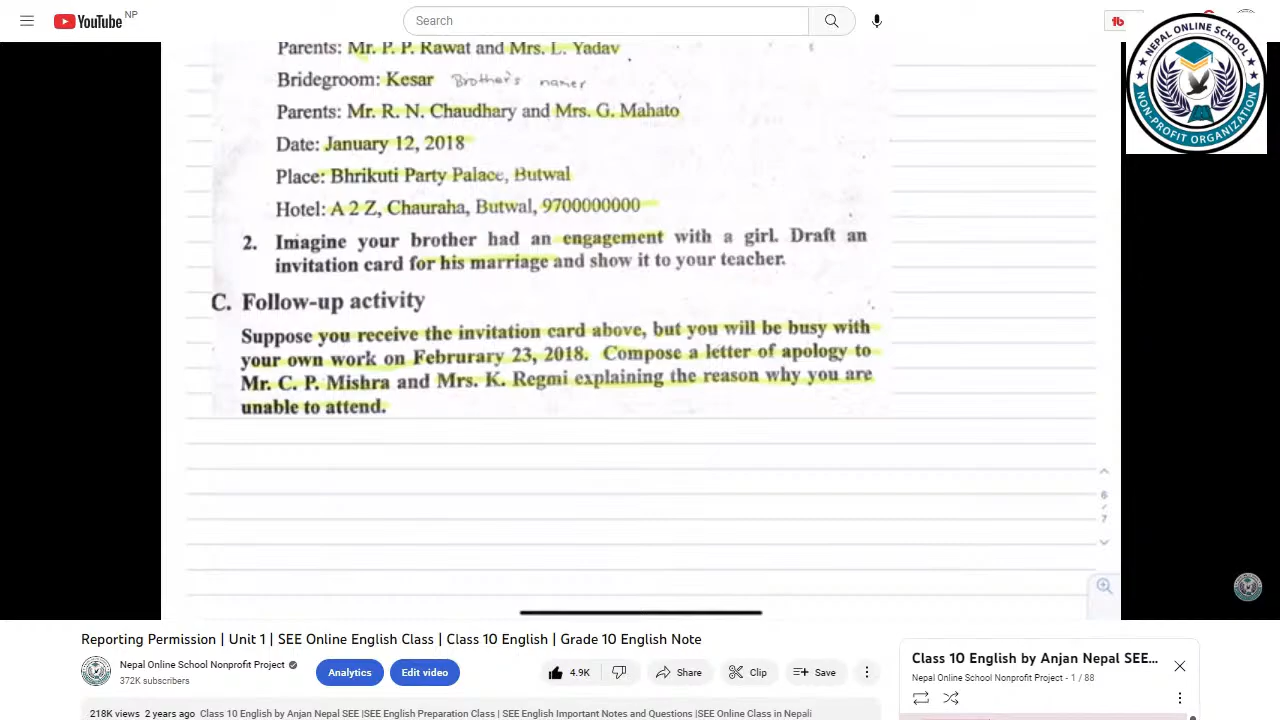 YouTube NP
Search
NEPAL ONLINE SCHOOL
NON-PROFIT ORGANIZATION
Parents: Mr. P. P. Rawat and Mrs. L. Yadav
Bridegroom: Kesar Brother's
Parents: Mr. R. N. Chaudhary and Mrs. G. Mahato
Date: January 12, 2018
Place: Bhrikuti Party Palace, Butwal
Hotel: A 2 Z, Chauraha, Butwal, 9700000000
2. Imagine your brother had an engagement with a girl. Draft an
invitation card for his marriage and show it to your teacher.
C. Follow-up activity
Suppose you receive the invitation card above, but you will be busy with
your own work on Februrary 23, 2018. Compose a letter of apology to
Mr. C. P. Mishra and Mrs. K. Regmi explaining the reason why you are
unable to attend.
6
7
Reporting Permission | Unit 1 | SEE Online English Class | Class 10 English | Grade 10 English Note
Nepal Online School Nonprofit Project
372K subscribers
Analytics
Edit video
4.9K
Share
Clip
Save
Class 10 English by Anjan Nepal SEE...
Nepal Online School Nonprofit Project - 1 / 88
218K views 2 years ago Class 10 English by Anjan Nepal SEE |SEE English Preparation Class | SEE English Important Notes and Questions |SEE Online Class in Nepali